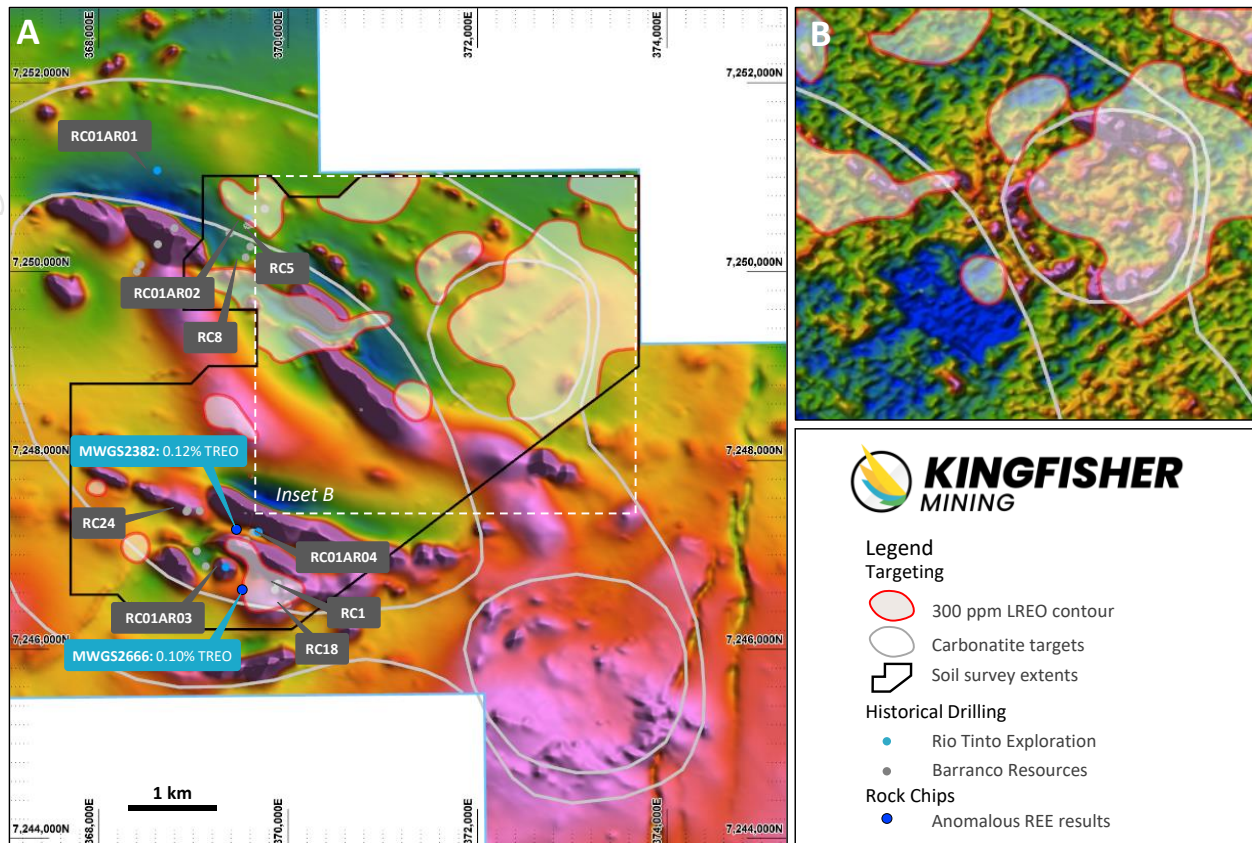 A
B
368,000E
370,000E
372,000E
374,000E
7,252,000N
7,252,000N
7,252,000N
RC01AR01
7,250,000N
7,250,000N
RC5
RC01AR02
RC8
7,248,000N
7,248,000N
MWGS2382: 0.12% TREO
Inset B
RC24
RC01AR04
RC01AR03
RC1
RC18
MWGS2666: 0.10% TREO
7,246,000N
7,246,000N
1 km
7,244,000N
7,244,000N
368,000E
370,000E
372,000E
374,000E
KINGFISHER
MINING
Legend
Targeting
300 ppm LREO contour
Carbonatite targets
Soil survey extents
Historical Drilling
Rio Tinto Exploration
Barranco Resources
Rock Chips
Anomalous REE results